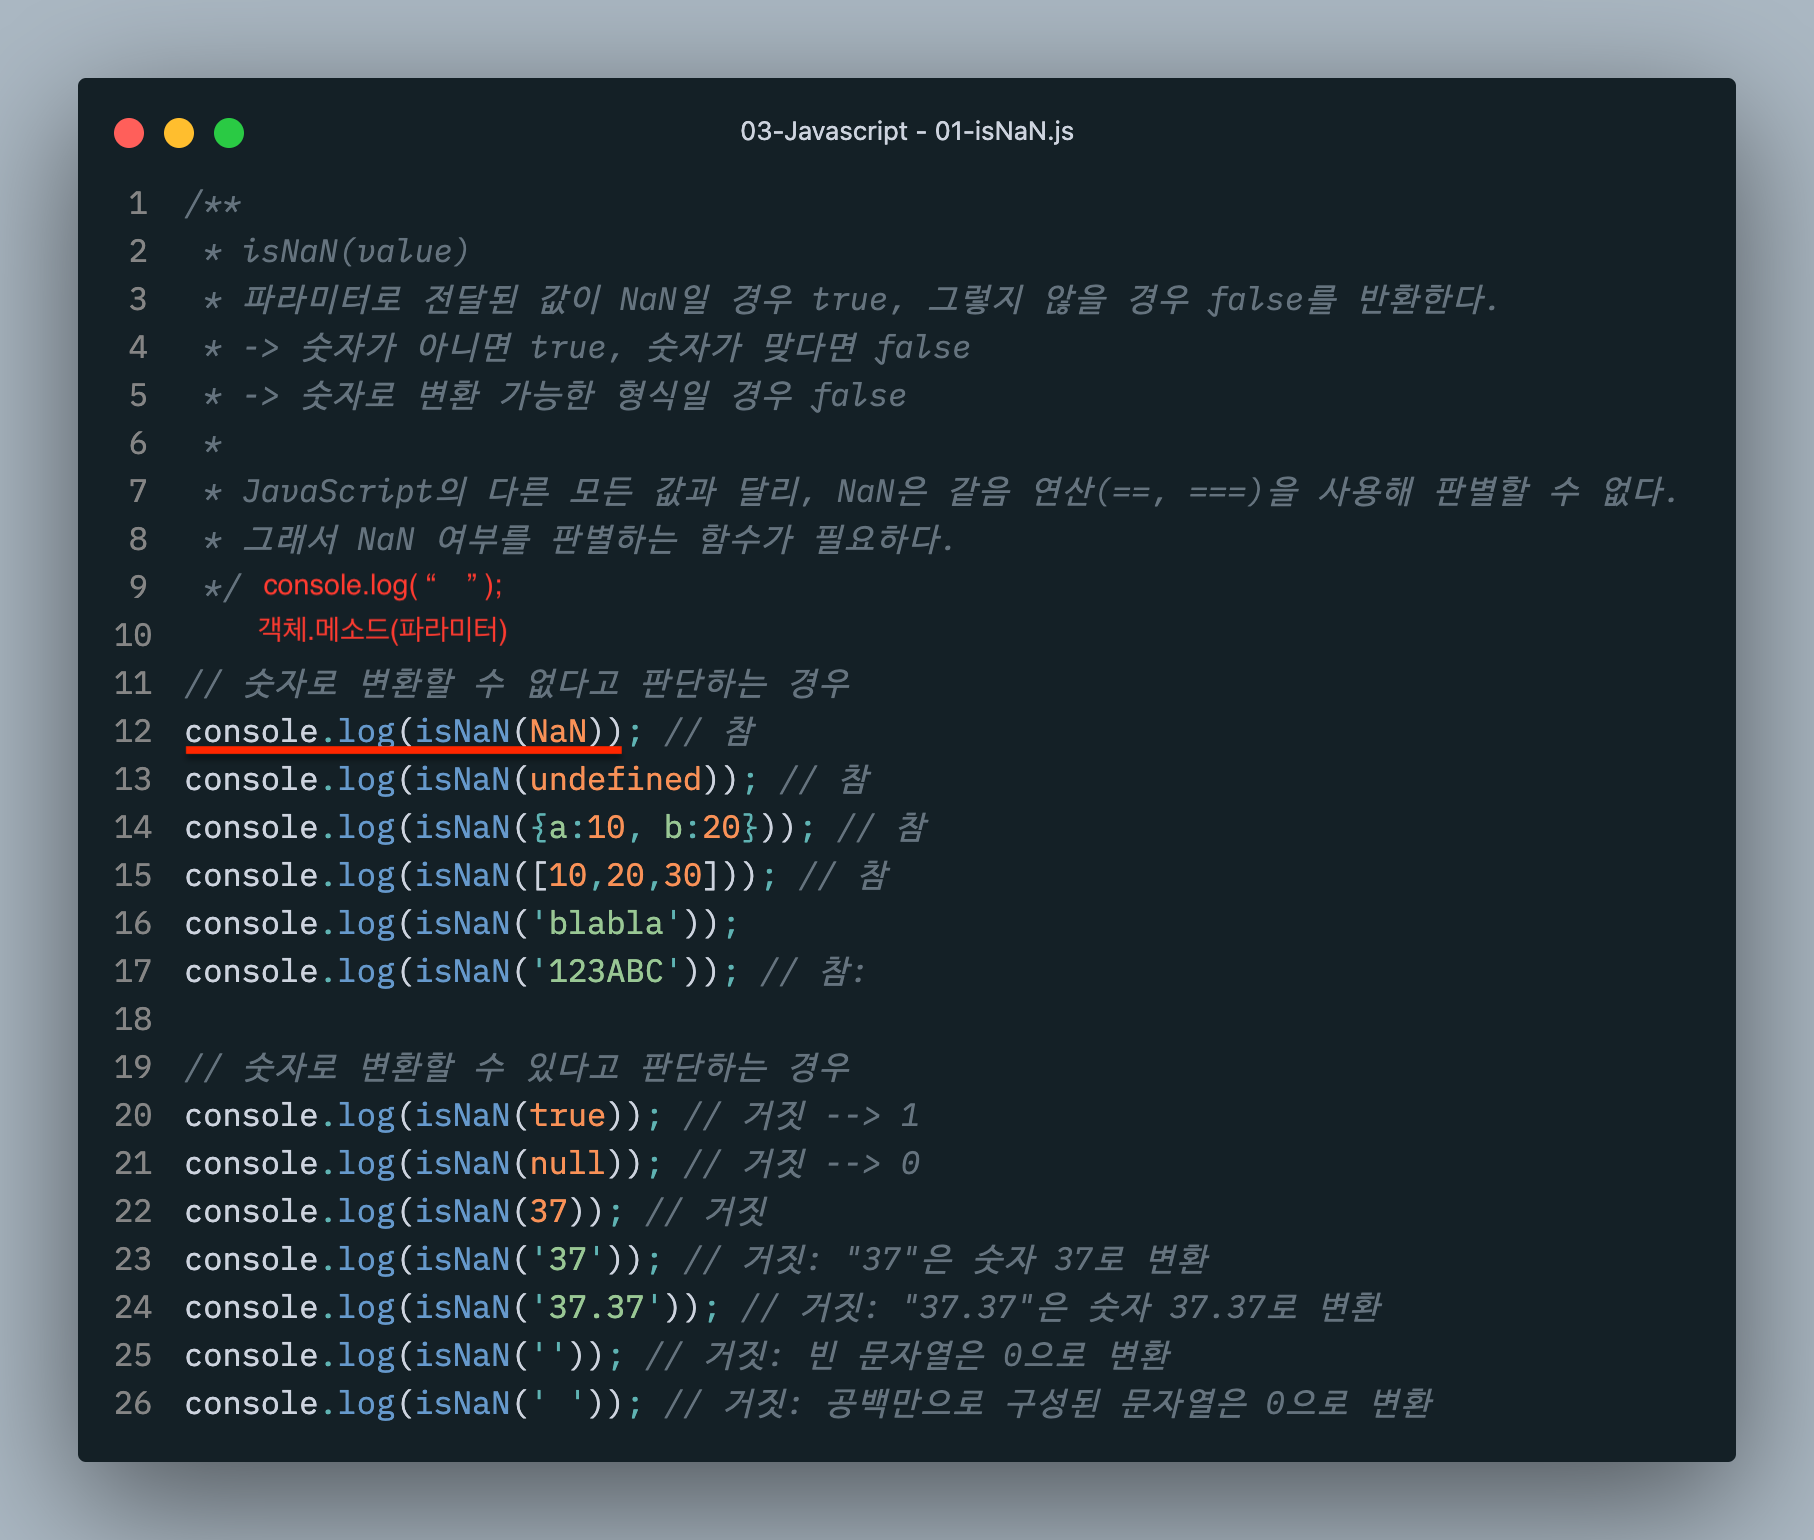 03-Javascript - 01-isNaN.js
1 /**
2  * isNaN(value)
3  * 파라미터로 전달된 값이 NaN일 경우 true, 그렇지 않을 경우 false를 반환한다.
4  * -> 숫자가 아니면 true, 숫자가 맞다면 false
5  * -> 숫자로 변환 가능한 형식일 경우 false
6  *
7  * JavaScript의 다른 모든 값과 달리, NaN은 같음 연산(==, ===)을 사용해 판별할 수 없다.
8  * 그래서 NaN 여부를 판별하는 함수가 필요하다.
9  */ console.log( “    ” );
10 객체.메소드(파라미터)
11 // 숫자로 변환할 수 없다고 판단하는 경우
12 console.log(isNaN(NaN)); // 참
13 console.log(isNaN(undefined)); // 참
14 console.log(isNaN({a:10, b:20})); // 참
15 console.log(isNaN([10,20,30])); // 참
16 console.log(isNaN('blabla'));
17 console.log(isNaN('123ABC')); // 참:
18
19 // 숫자로 변환할 수 있다고 판단하는 경우
20 console.log(isNaN(true)); // 거짓 --> 1
21 console.log(isNaN(null)); // 거짓 --> 0
22 console.log(isNaN(37)); // 거짓
23 console.log(isNaN('37')); // 거짓: "37"은 숫자 37로 변환
24 console.log(isNaN('37.37')); // 거짓: "37.37"은 숫자 37.37로 변환
25 console.log(isNaN('')); // 거짓: 빈 문자열은 0으로 변환
26 console.log(isNaN(' ')); // 거짓: 공백만으로 구성된 문자열은 0으로 변환